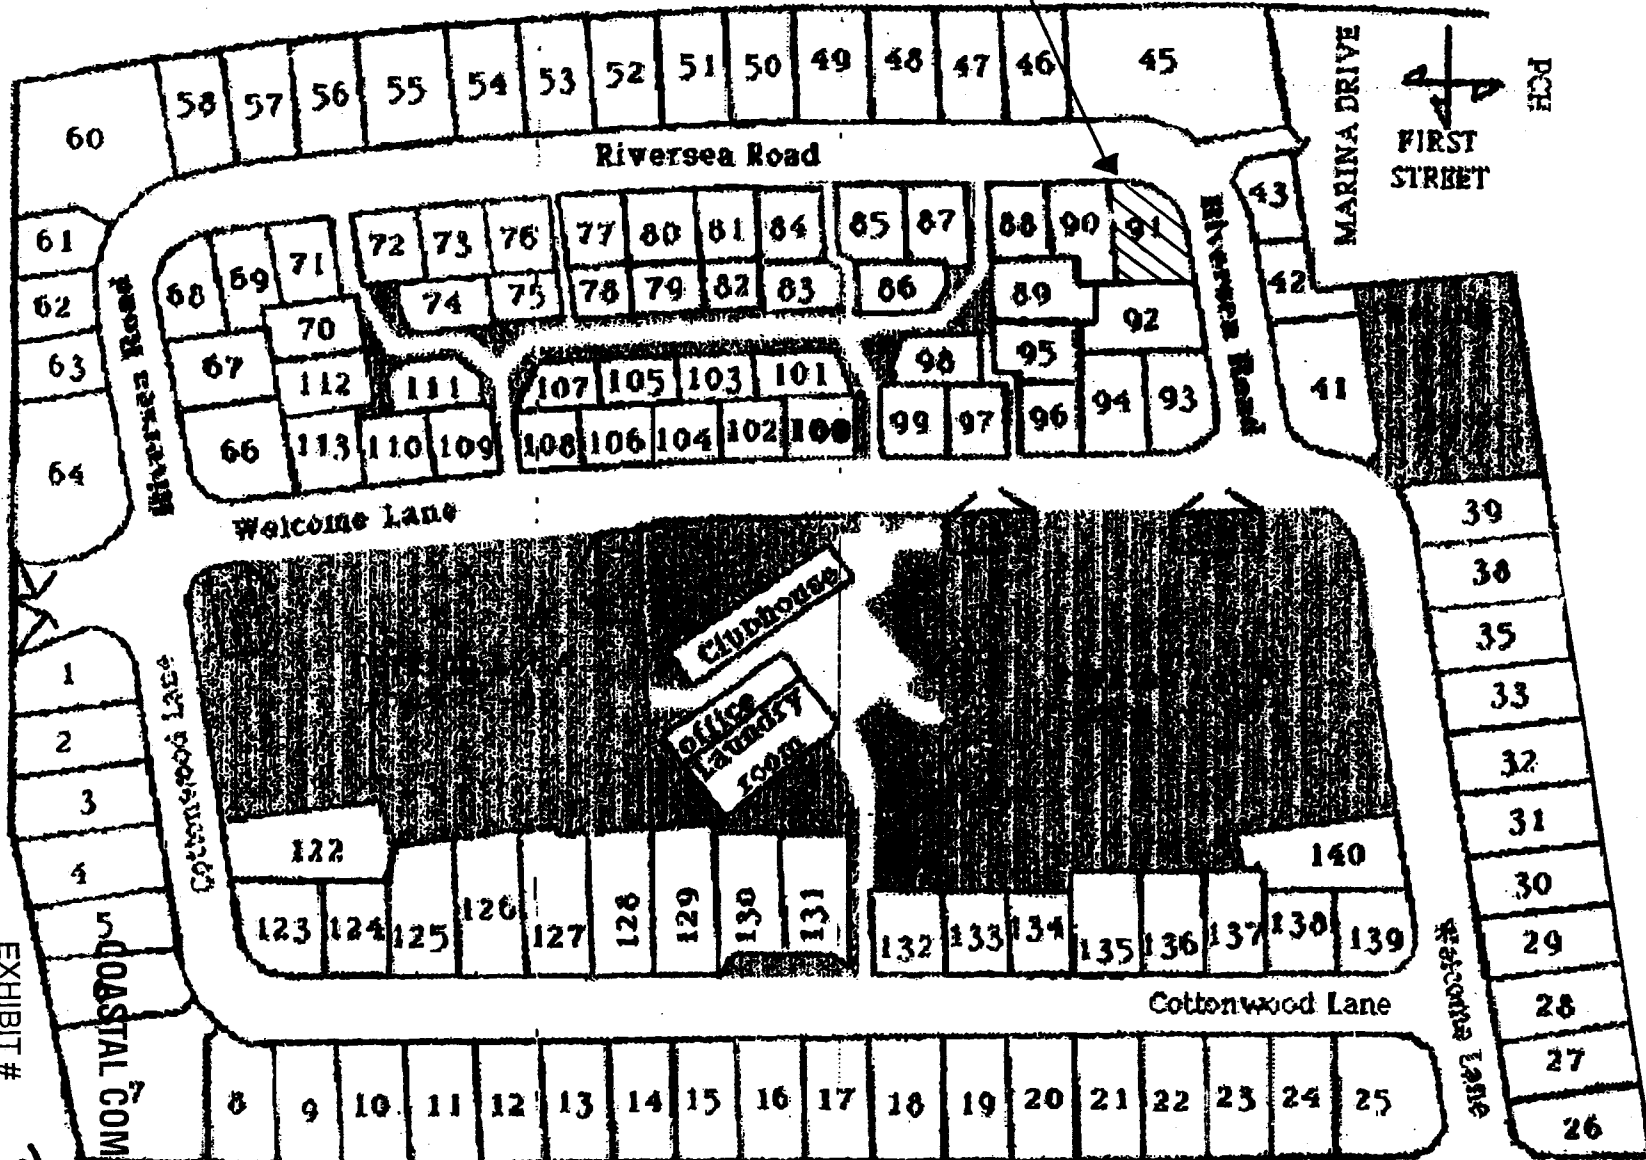 58 57 56 55 54 53 52 51 50 49 48 47 46 45
60
Riversea Road
MARINA DRIVE
PCH
FIRST
STREET
43
61
62
63
64
Riversea Road
68 69 71 72 73 76 77 80 81 84 85 87 88 90 91
70 74 75 78 79 82 83 86 89 92
42
Riversea Road
67 112 111 107 105 103 101 98 95
41
66 113 110 109 108 106 104 102 100 99 97 96 94 93
Welcome Lane
39
38
35
33
32
31
30
29
28
27
26
Clubhouse
office
Laundry
room
1
2
3
4
5
7
Cottonwood Lane
122
140
123 124 125 126 127 128 129 130 131 132 133 134 135 136 137 138 139
Cottonwood Lane
Welcome Lane
8 9 10 11 12 13 14 15 16 17 18 19 20 21 22 23 24 25
COASTAL COM
EXHIBIT #